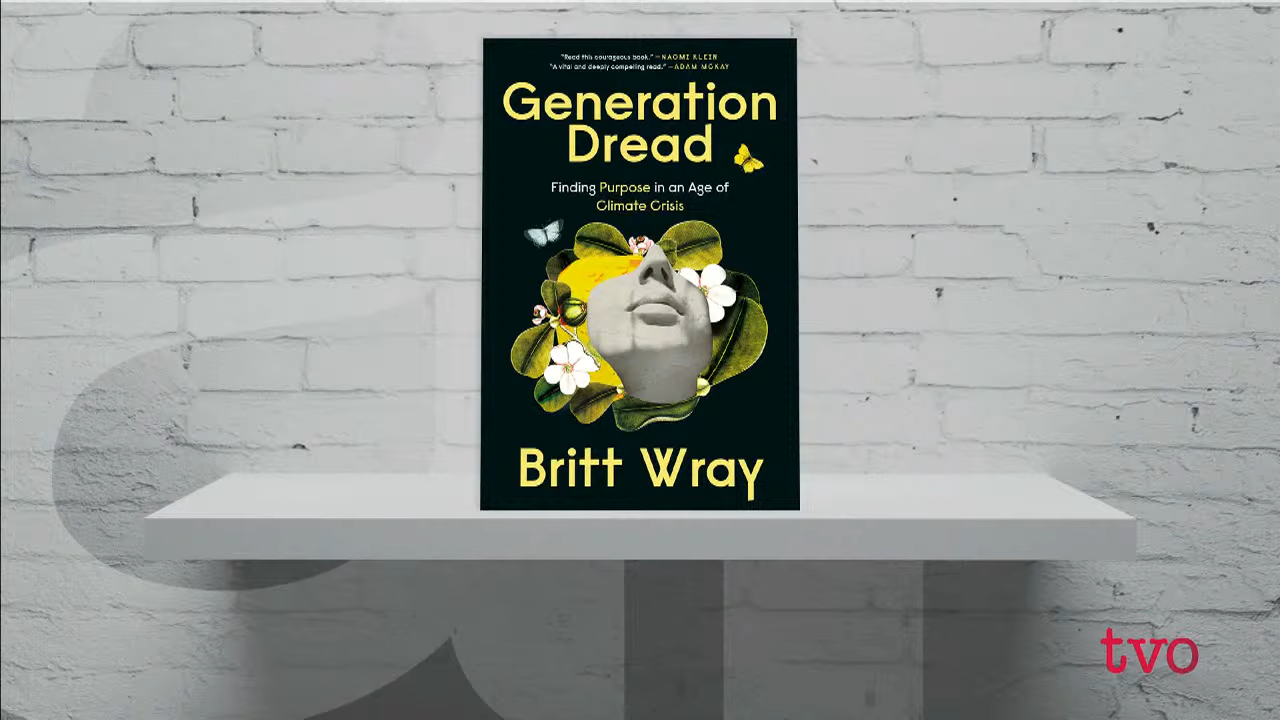 "Read this courageous book." —NAOMI KLEIN
"A vital and deeply compelling read." —ADAM MCKAY
Generation
Dread
Finding Purpose in an Age of
Climate Crisis
Britt Wray
tvo